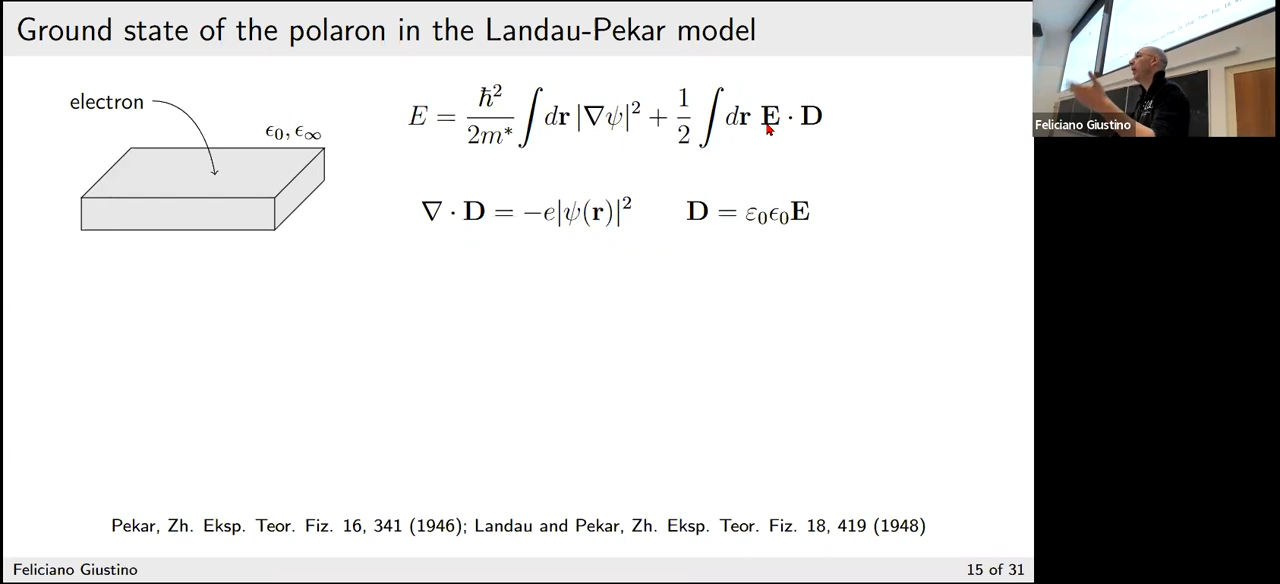 Ground state of the polaron in the Landau-Pekar model
electron
ϵ₀, ϵ∞
E = ℏ²/2m* ∫ dr |∇ψ|² + 1/2 ∫ dr E · D
∇ · D = −e|ψ(r)|²   D = ε₀ϵ₀E
Pekar, Zh. Eksp. Teor. Fiz. 16, 341 (1946); Landau and Pekar, Zh. Eksp. Teor. Fiz. 18, 419 (1948)
Feliciano Giustino   15 of 31
Feliciano Giustino